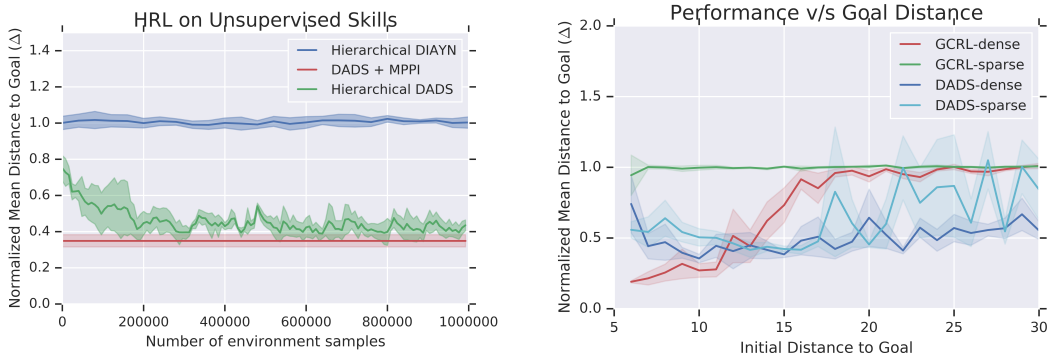 HRL on Unsupervised Skills
Normalized Mean Distance to Goal (Δ)
1.4
1.2
1.0
0.8
0.6
0.4
0.2
0.0
Hierarchical DIAYN
DADS + MPPI
Hierarchical DADS
0 200000 400000 600000 800000 1000000
Number of environment samples
Performance v/s Goal Distance
Normalized Mean Distance to Goal (Δ)
2.0
1.5
1.0
0.5
0.0
GCRL-dense
GCRL-sparse
DADS-dense
DADS-sparse
5 10 15 20 25 30
Initial Distance to Goal